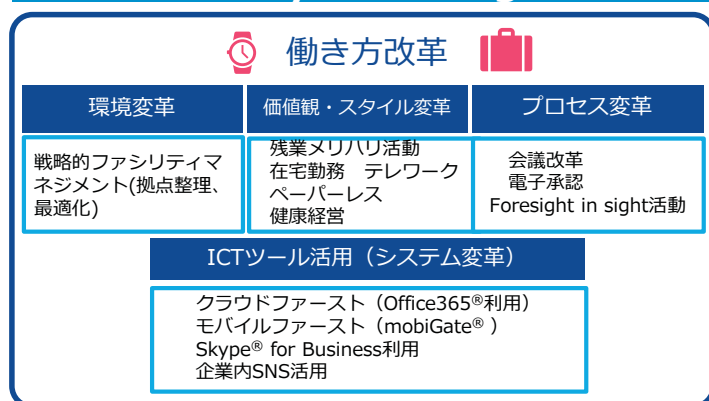 働き方改革
環境変革
戦略的ファシリティマ
ネジメント(拠点整理、
最適化)
価値観・スタイル変革
残業メリハリ活動
在宅勤務　テレワーク
ペーパーレス
健康経営
プロセス変革
会議改革
電子承認
Foresight in sight活動
ICTツール活用（システム変革）
クラウドファースト（Office365®利用）
モバイルファースト（mobiGate® ）
Skype® for Business利用
企業内SNS活用